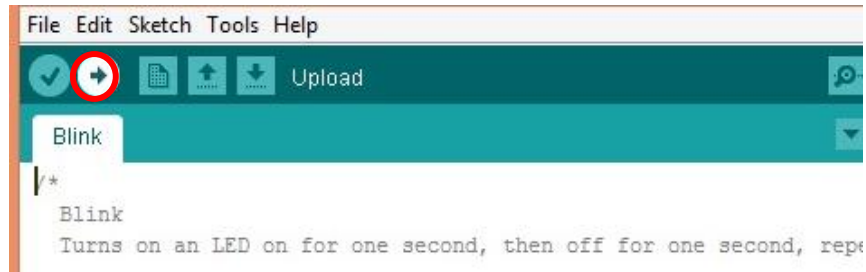 File Edit Sketch Tools Help
Upload
Blink
/*
Blink
Turns on an LED on for one second, then off for one second, repe